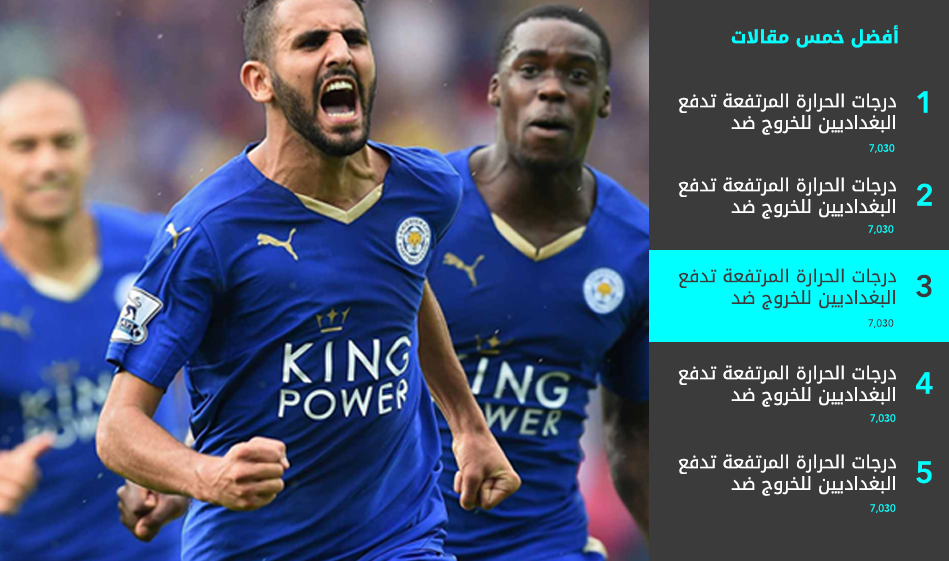 أفضل خمس مقالات
1
درجات الحرارة المرتفعة تدفع
البغداديين للخروج ضد
7,030
2
درجات الحرارة المرتفعة تدفع
البغداديين للخروج ضد
7,030
3
درجات الحرارة المرتفعة تدفع
البغداديين للخروج ضد
7,030
4
درجات الحرارة المرتفعة تدفع
البغداديين للخروج ضد
7,030
5
درجات الحرارة المرتفعة تدفع
البغداديين للخروج ضد
7,030
KING
POWER
KING
POWER